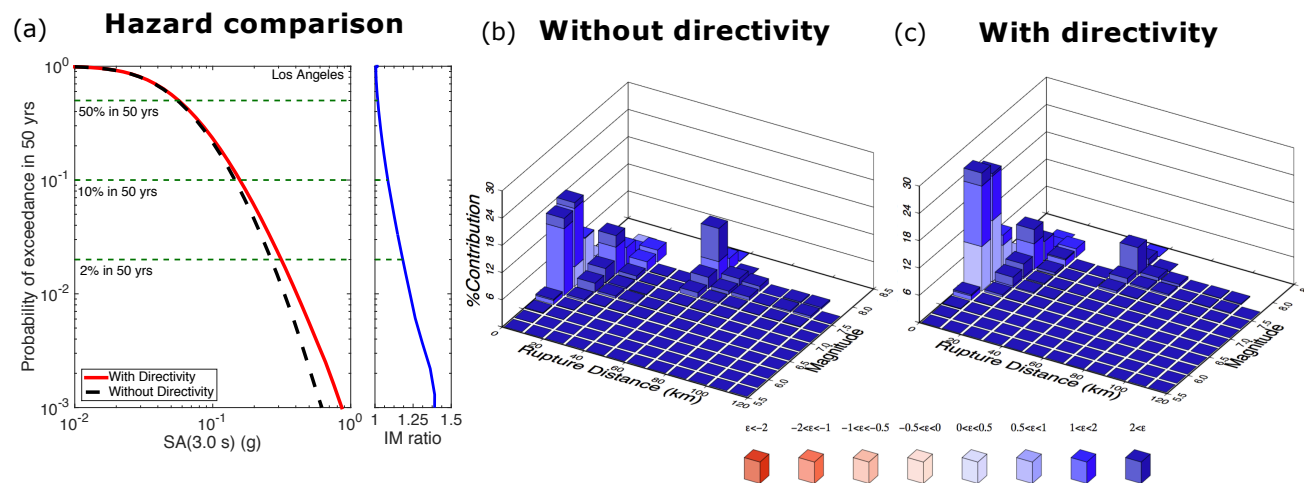 (a) Hazard comparison
(b) Without directivity
(c) With directivity
Los Angeles
50% in 50 yrs
10% in 50 yrs
2% in 50 yrs
With Directivity
Without Directivity
Probability of exceedance in 50 yrs
10^0
10^-1
10^-2
10^-3
10^-2 10^-1 10^0
SA(3.0 s) (g)
1 1.25 1.5
IM ratio
%Contribution
6 12 18 24 30
0 20 40 60 80 100 120
Rupture Distance (km)
5.5 6.0 6.5 7.0 7.5 8.0 8.5
Magnitude
6 12 18 24 30
0 20 40 60 80 100 120
Rupture Distance (km)
5.5 6.0 6.5 7.0 7.5 8.0
Magnitude
ε<-2 -2<ε<-1 -1<ε<-0.5 -0.5<ε<0 0<ε<0.5 0.5<ε<1 1<ε<2 2<ε